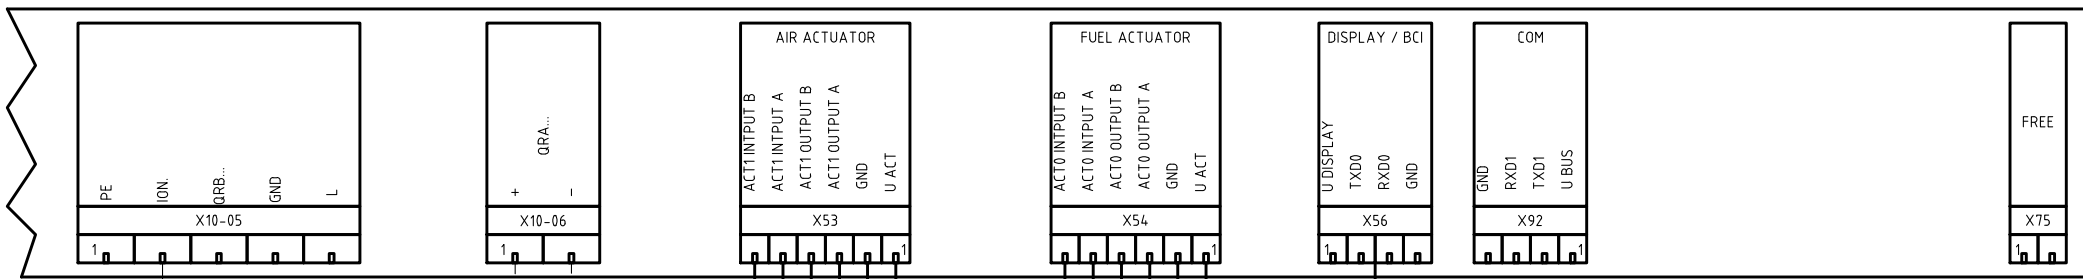 PE
ION.
QRB...
GND
L
X10-05
1
QRA...
+
–
X10-06
1
AIR ACTUATOR
ACT1 INTPUT B
ACT1 INTPUT A
ACT1 OUTPUT B
ACT1 OUTPUT A
GND
U ACT
X53
1
FUEL ACTUATOR
ACT0 INTPUT B
ACT0 INTPUT A
ACT0 OUTPUT B
ACT0 OUTPUT A
GND
U ACT
X54
1
DISPLAY / BCI
U DISPLAY
TXD0
RXD0
GND
X56
1
COM
GND
RXD1
TXD1
U BUS
X92
1
FREE
X75
1